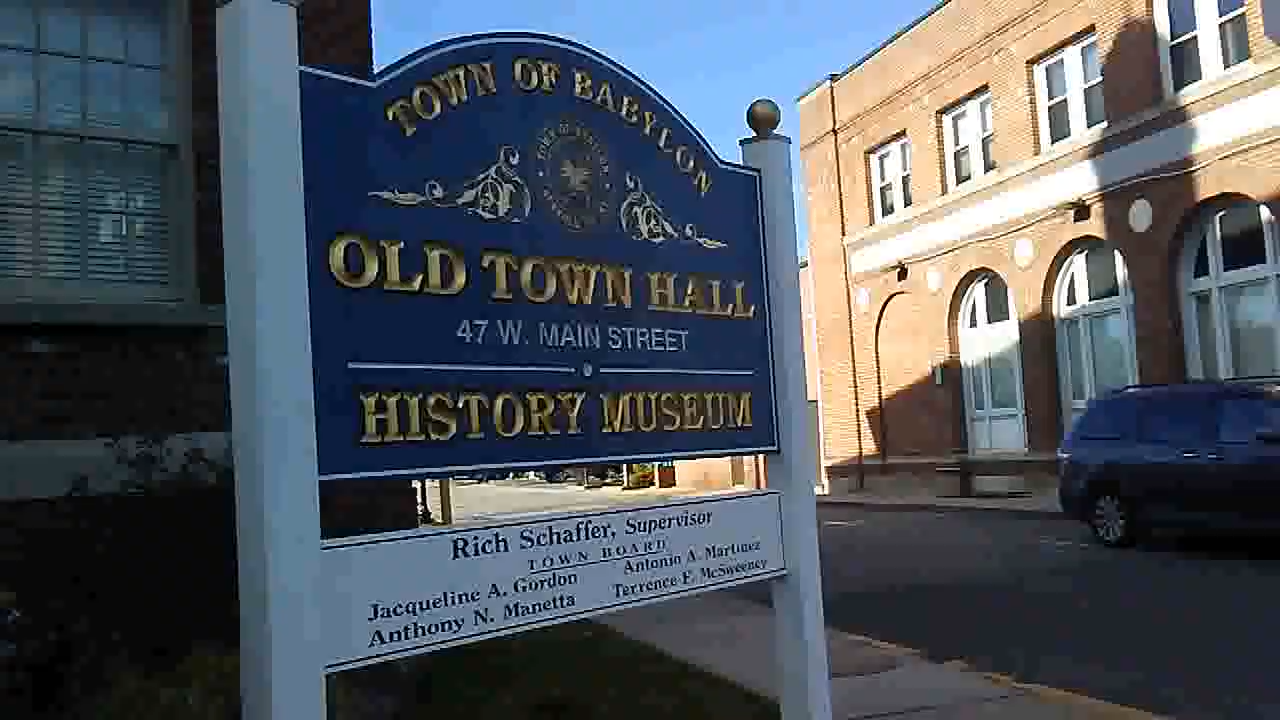 TOWN OF BABYLON
OLD TOWN HALL
47 W. MAIN STREET
HISTORY MUSEUM
Rich Schaffer, Supervisor
TOWN BOARD
Jacqueline A. Gordon
Antonio A. Martinez
Anthony N. Manetta
Terrence F. McSweeney